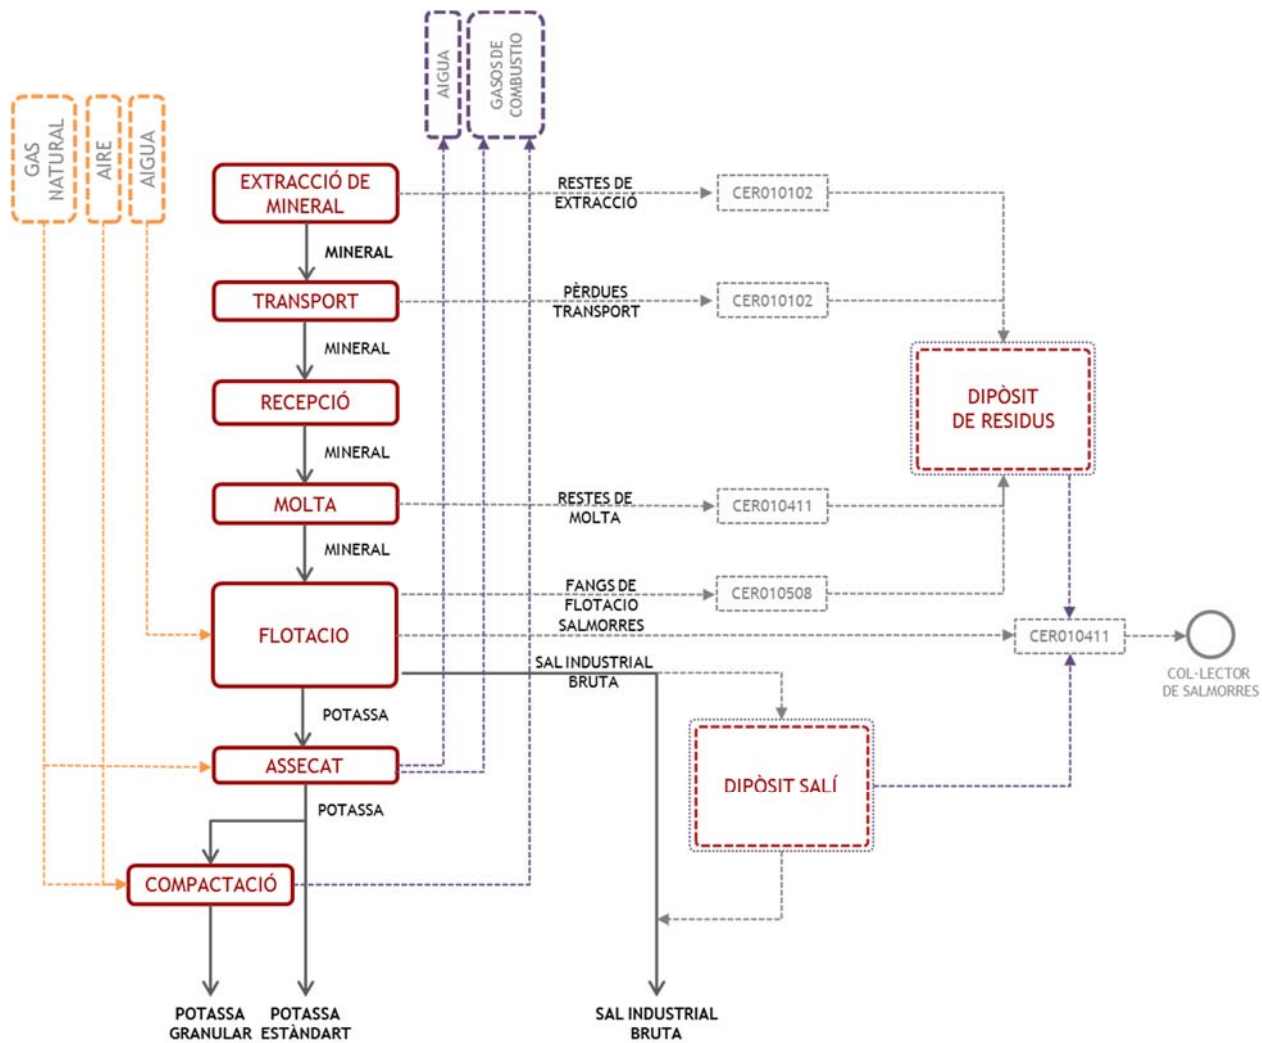 AIGUA
GASOS DE
COMBUSTIO
GAS
NATURAL
AIRE
AIGUA
EXTRACCIÓ DE
MINERAL
RESTES DE
EXTRACCIÓ
CER010102
MINERAL
TRANSPORT
PÈRDUES
TRANSPORT
CER010102
MINERAL
RECEPCIÓ
DIPÒSIT
DE RESIDUS
MINERAL
MOLTA
RESTES DE
MOLTA
CER010411
MINERAL
FLOTACIO
FANGS DE
FLOTACIO
CER010508
SALMORRES
CER010411
COL·LECTOR
DE SALMORRES
SAL INDUSTRIAL
BRUTA
POTASSA
ASSECAT
DIPÒSIT SALÍ
POTASSA
COMPACTACIÓ
POTASSA
GRANULAR
POTASSA
ESTÀNDART
SAL INDUSTRIAL
BRUTA